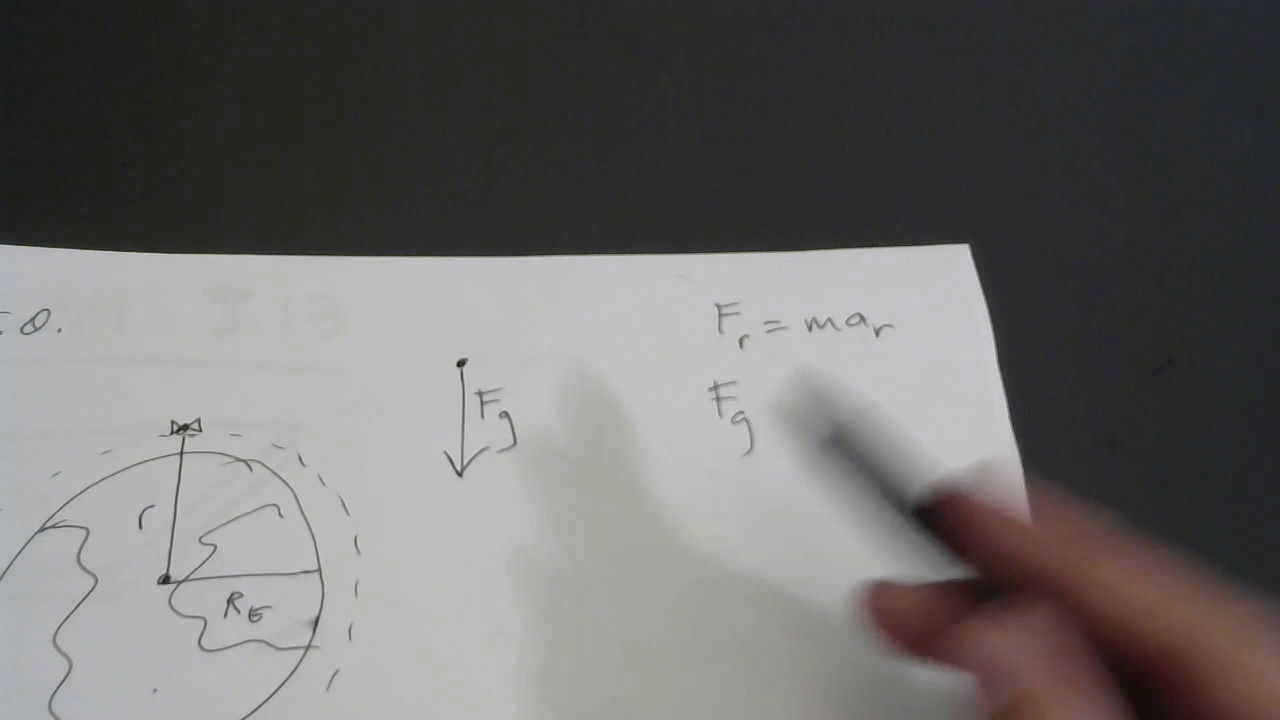 O.
F_r = ma_r
F_g
F_g
r
R_E